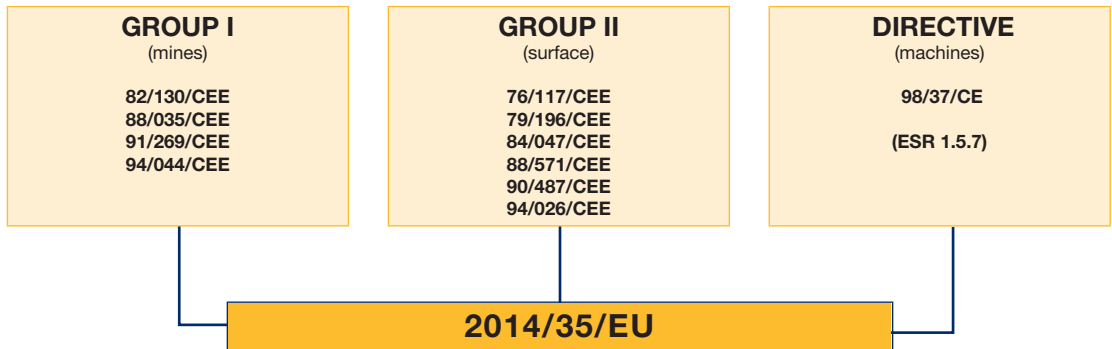 GROUP I
(mines)
82/130/CEE
88/035/CEE
91/269/CEE
94/044/CEE
GROUP II
(surface)
76/117/CEE
79/196/CEE
84/047/CEE
88/571/CEE
90/487/CEE
94/026/CEE
DIRECTIVE
(machines)
98/37/CE
(ESR 1.5.7)
2014/35/EU